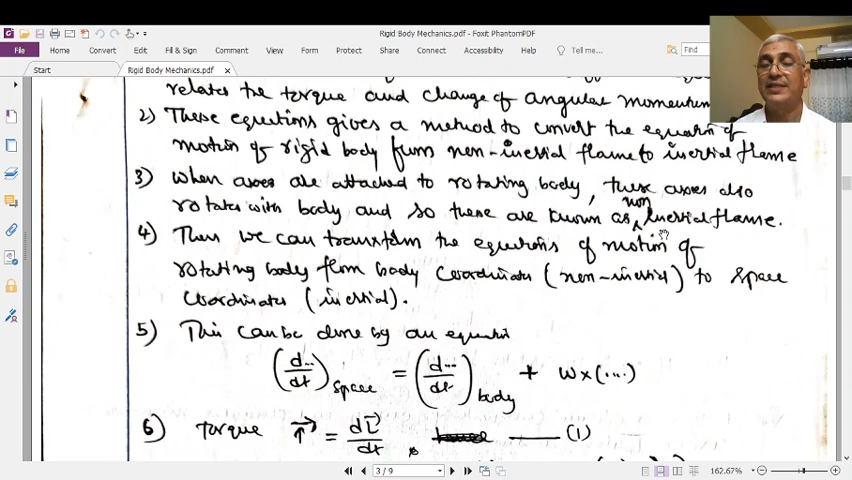 Rigid Body Mechanics.pdf - Foxit PhantomPDF
File Home Convert Edit Fill & Sign Comment View Form Protect Share Connect Accessibility Help Tell me... Find
Start Rigid Body Mechanics.pdf
relates the torque and change of angular momentum
2) These equations gives a method to convert the equation of
motion of rigid body from non-inertial flame to inertial flame
3) When axes are attached to rotating body, these axes also
rotates with body and so these are known as non inertial flame.
4) Then we can transform the equations of motion of
rotating body from body coordinates (non-inertial) to space
coordinates (inertial).
5) This can be done by an equation
(d.../dt)space = (d.../dt)body + ω×(...)
6) Torque τ⃗ = dL⃗/dt —— (1)
3 / 9 162.67%